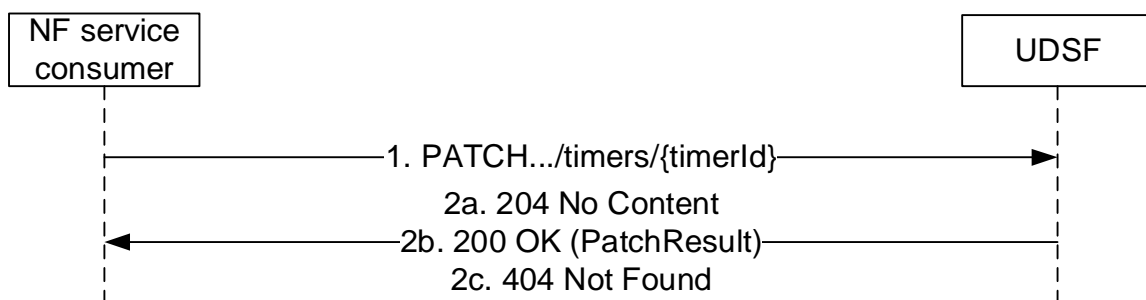 NF service
consumer
UDSF
1. PATCH.../timers/{timerId}
2a. 204 No Content
2b. 200 OK (PatchResult)
2c. 404 Not Found